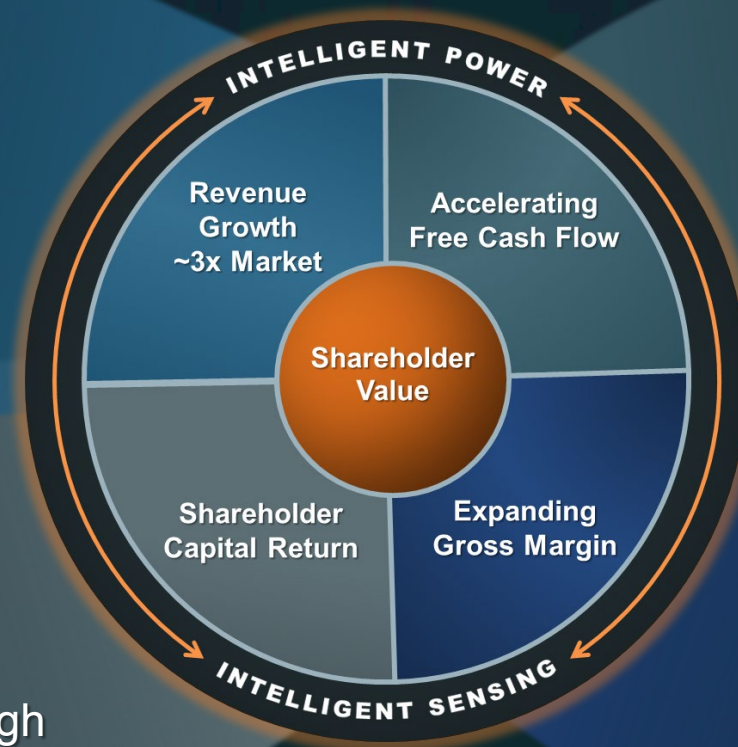 INTELLIGENT POWER
Revenue
Growth
~3x Market
Accelerating
Free Cash Flow
Shareholder
Value
Shareholder
Capital Return
Expanding
Gross Margin
INTELLIGENT SENSING
gh